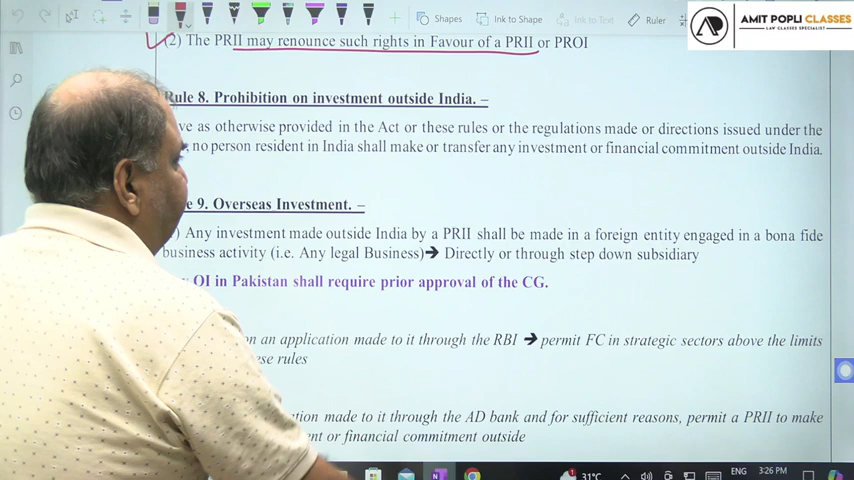 Shapes Ink to Shape Ink to Text Ruler
AMIT POPLI CLASSES
LAW CLASSES SPECIALIST
(2) The PRII may renounce such rights in Favour of a PRII or PROI
Rule 8. Prohibition on investment outside India. –
ve as otherwise provided in the Act or these rules or the regulations made or directions issued under the
, no person resident in India shall make or transfer any investment or financial commitment outside India.
e 9. Overseas Investment. –
) Any investment made outside India by a PRII shall be made in a foreign entity engaged in a bona fide
business activity (i.e. Any legal Business)➔ Directly or through step down subsidiary
OI in Pakistan shall require prior approval of the CG.
on an application made to it through the RBI ➔ permit FC in strategic sectors above the limits
ese rules
ation made to it through the AD bank and for sufficient reasons, permit a PRII to make
nt or financial commitment outside
31°C ENG 3:26 PM